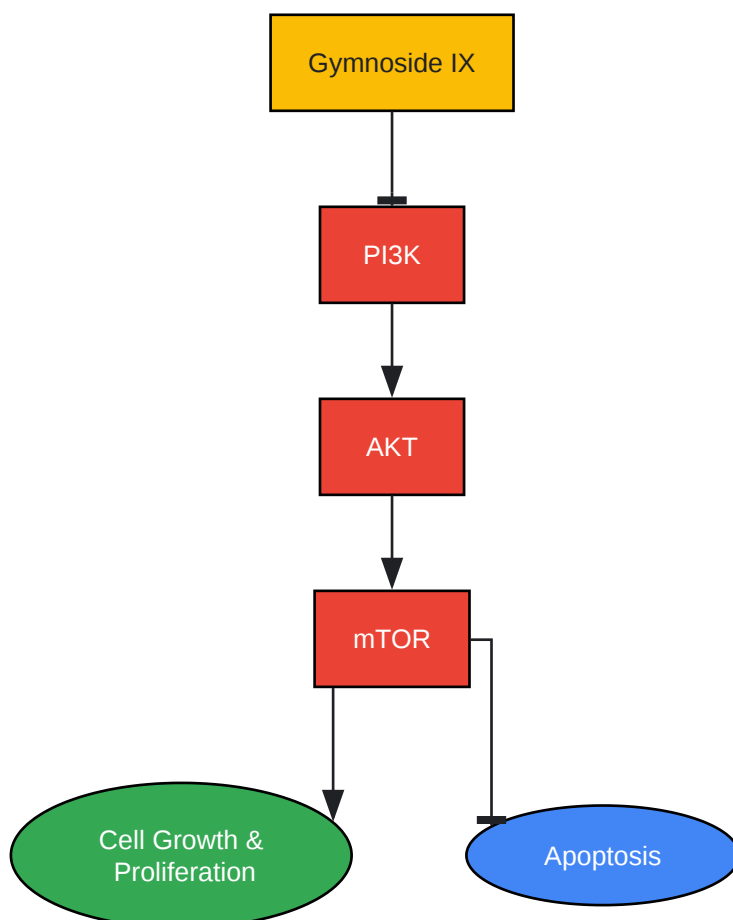 Gymnoside IX
PI3K
AKT
mTOR
Cell Growth &
Proliferation
Apoptosis